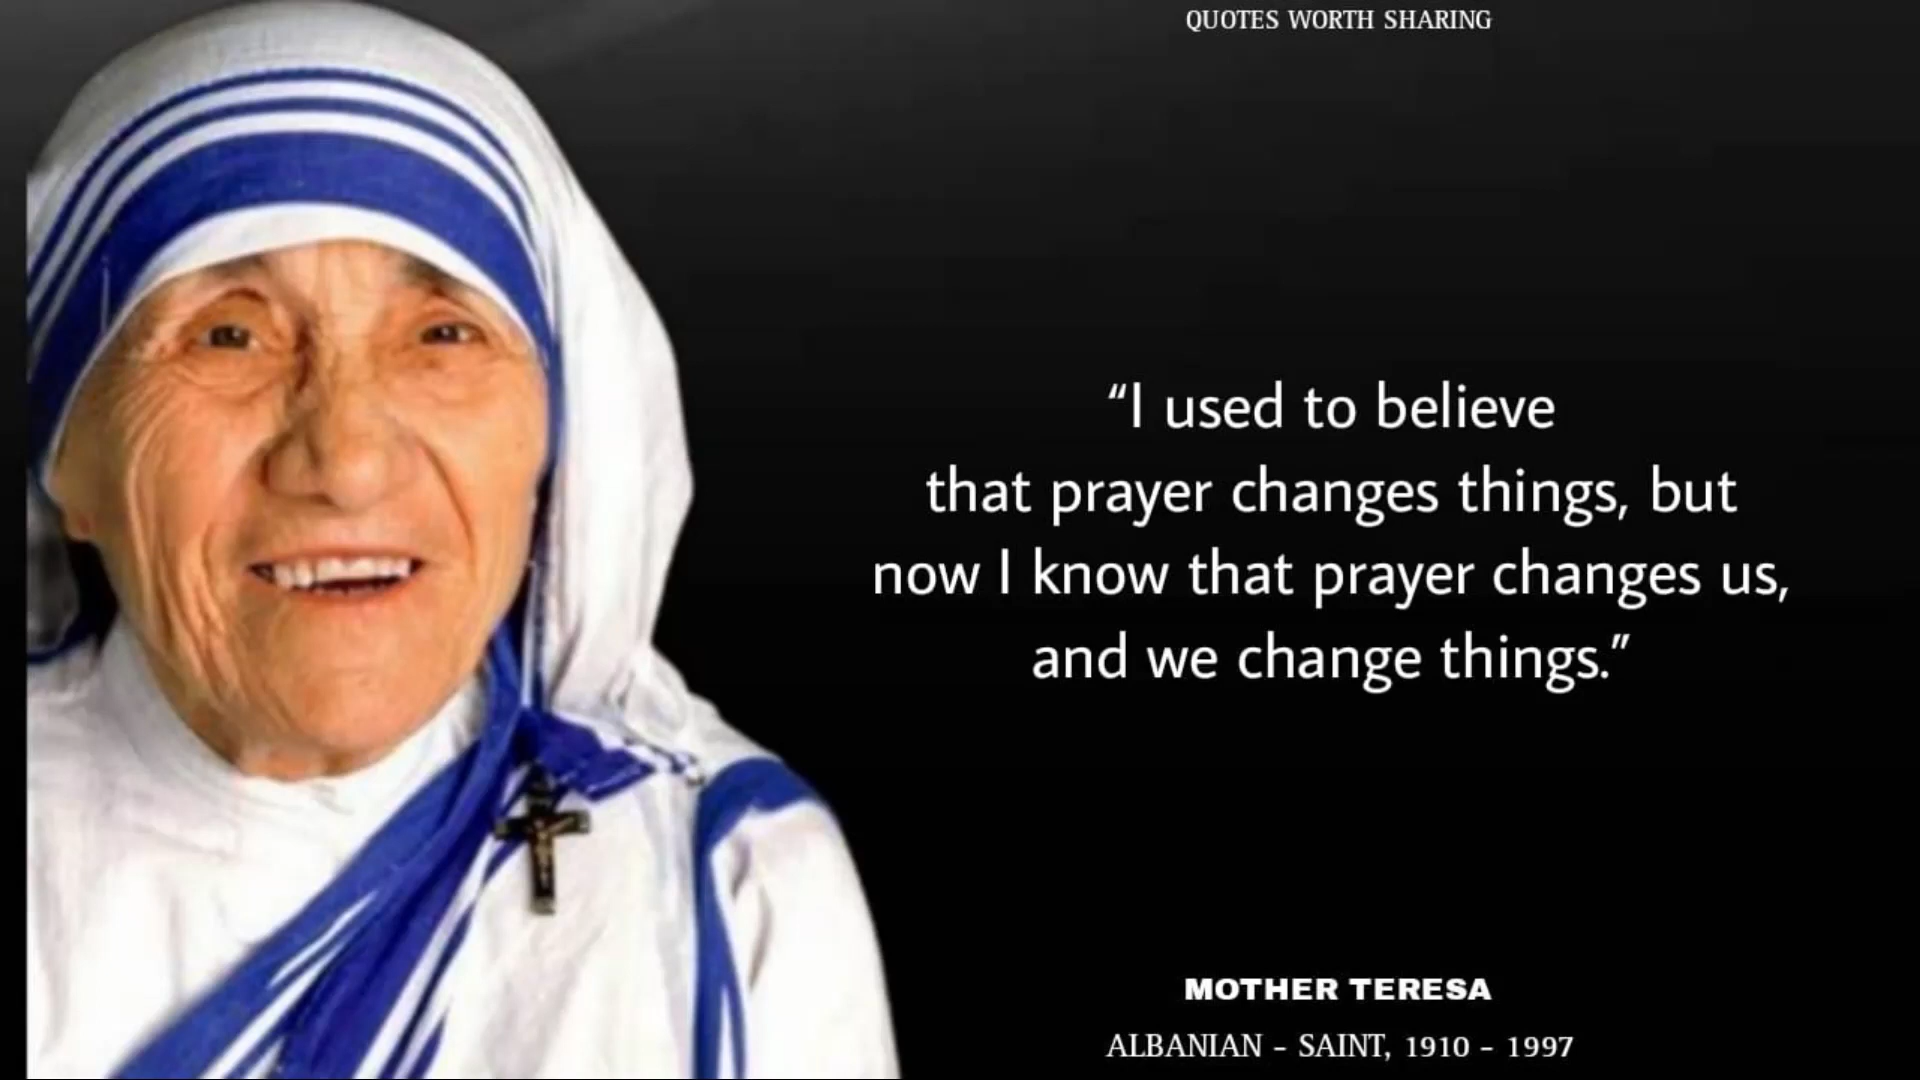 QUOTES WORTH SHARING
“I used to believe
that prayer changes things, but
now I know that prayer changes us,
and we change things.”
MOTHER TERESA
ALBANIAN - SAINT, 1910 - 1997